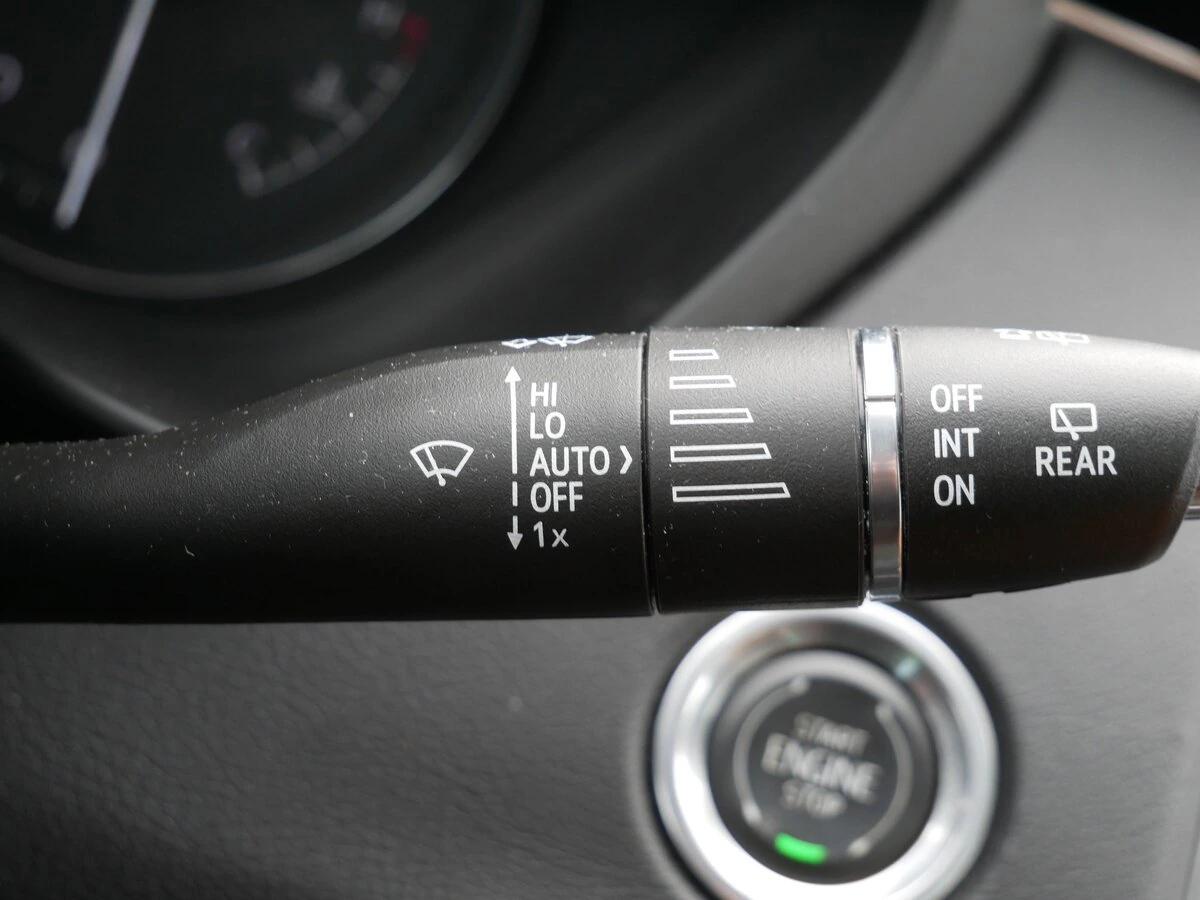 HI
LO
AUTO
OFF
1x
OFF
INT
ON
REAR
START
ENGINE
STOP